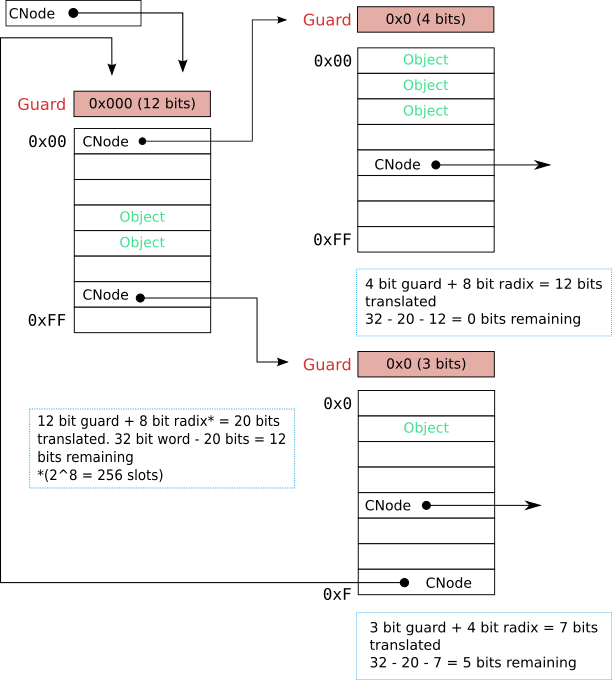 CNode
Guard
0x000 (12 bits)
0x00
CNode
Object
Object
CNode
0xFF
12 bit guard + 8 bit radix* = 20 bits
translated. 32 bit word - 20 bits = 12
bits remaining
*(2^8 = 256 slots)
Guard
0x0 (4 bits)
0x00
Object
Object
Object
CNode
0xFF
4 bit guard + 8 bit radix = 12 bits
translated
32 - 20 - 12 = 0 bits remaining
Guard
0x0 (3 bits)
0x0
Object
CNode
CNode
0xF
3 bit guard + 4 bit radix = 7 bits
translated
32 - 20 - 7 = 5 bits remaining